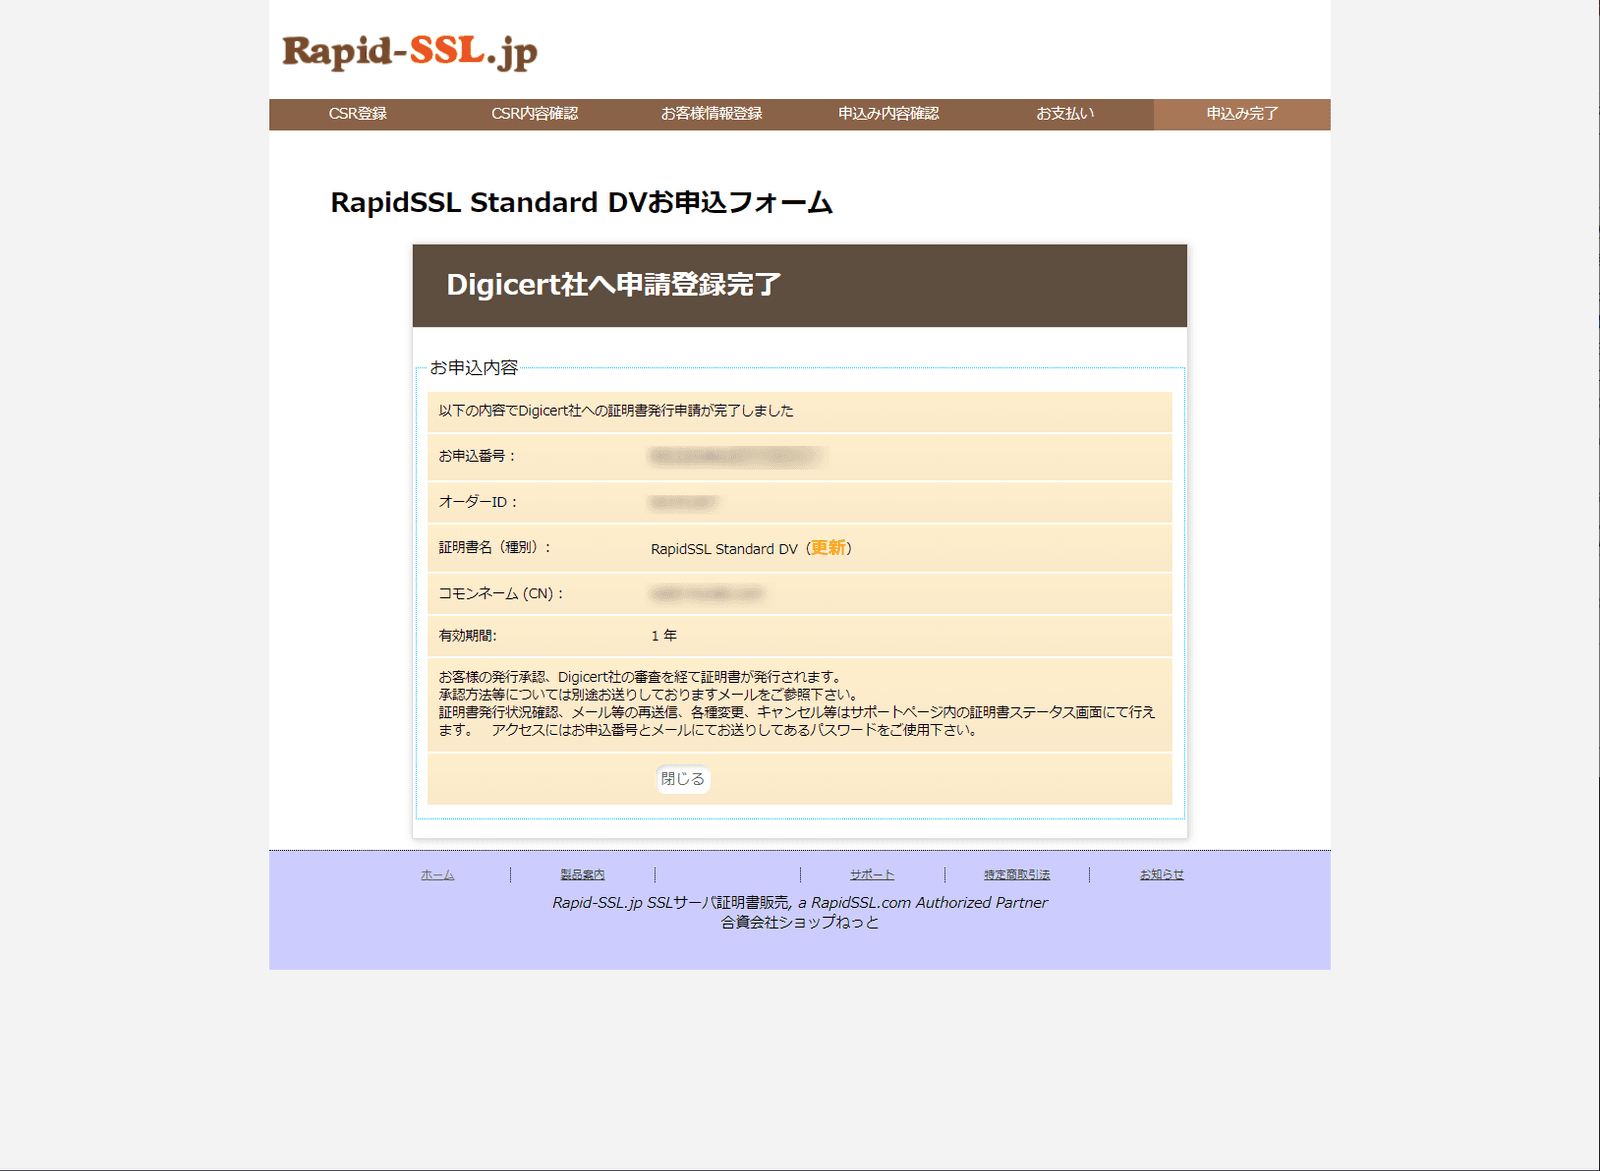 Rapid-SSL.jp
CSR登録
CSR内容確認
お客様情報登録
申込み内容確認
お支払い
申込み完了
RapidSSL Standard DVお申込フォーム
Digicert社へ申請登録完了
お申込内容
以下の内容でDigicert社への証明書発行申請が完了しました
お申込番号：
オーダーID：
証明書名（種別）： RapidSSL Standard DV（更新）
コモンネーム (CN)：
有効期間: 1 年
お客様の発行承認、Digicert社の審査を経て証明書が発行されます。
承認方法等については別途お送りしておりますメールをご参照下さい。
証明書発行状況確認、メール等の再送信、各種変更、キャンセル等はサポートページ内の証明書ステータス画面にて行え
ます。　アクセスにはお申込番号とメールにてお送りしてあるパスワードをご使用下さい。
閉じる
ホーム
製品案内
サポート
特定商取引法
お知らせ
Rapid-SSL.jp SSLサーバ証明書販売, a RapidSSL.com Authorized Partner
合資会社ショップねっと